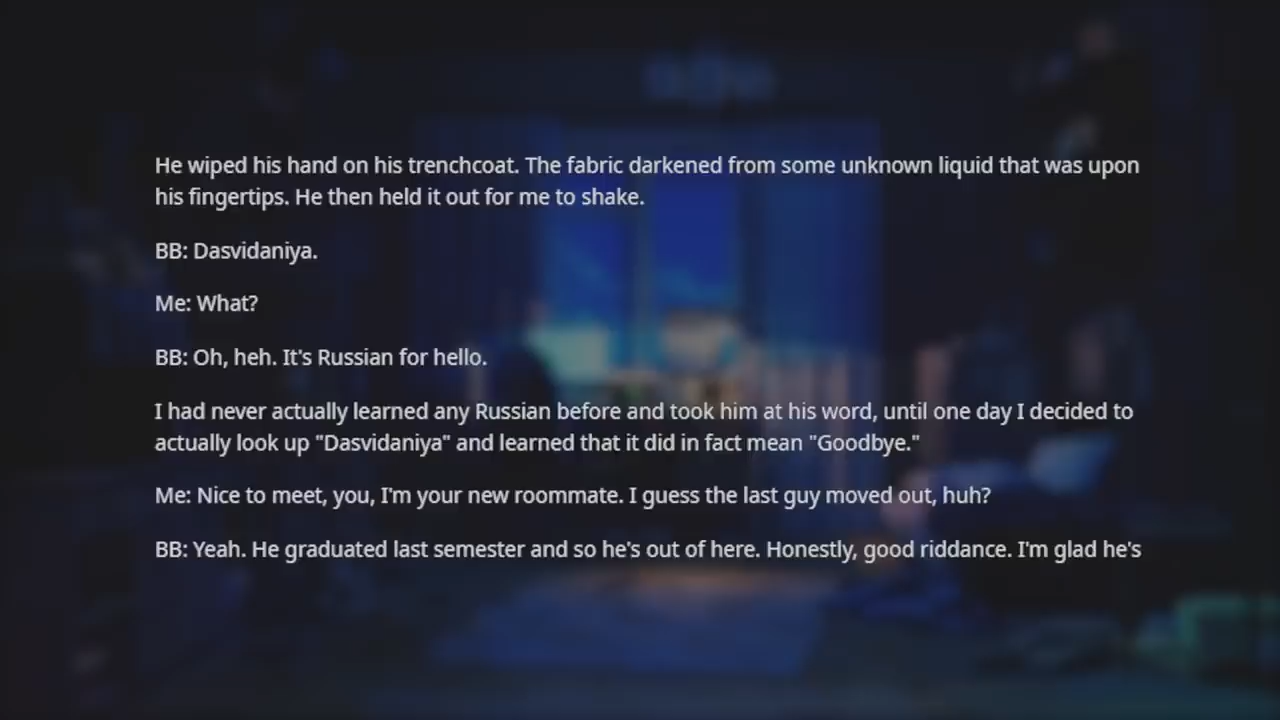 He wiped his hand on his trenchcoat. The fabric darkened from some unknown liquid that was upon
his fingertips. He then held it out for me to shake.
BB: Dasvidaniya.
Me: What?
BB: Oh, heh. It's Russian for hello.
I had never actually learned any Russian before and took him at his word, until one day I decided to
actually look up "Dasvidaniya" and learned that it did in fact mean "Goodbye."
Me: Nice to meet, you, I'm your new roommate. I guess the last guy moved out, huh?
BB: Yeah. He graduated last semester and so he's out of here. Honestly, good riddance. I'm glad he's